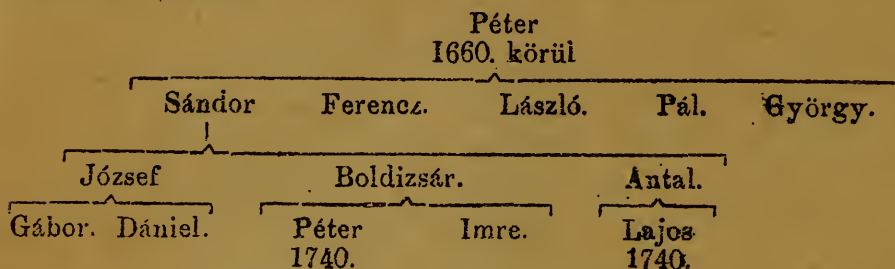 Péter
1660. körül
Sándor Ferencz. László. Pál. György.
József Boldizsár. Antal.
Gábor. Dániel. Péter Imre. Lajos
1740. 1740.